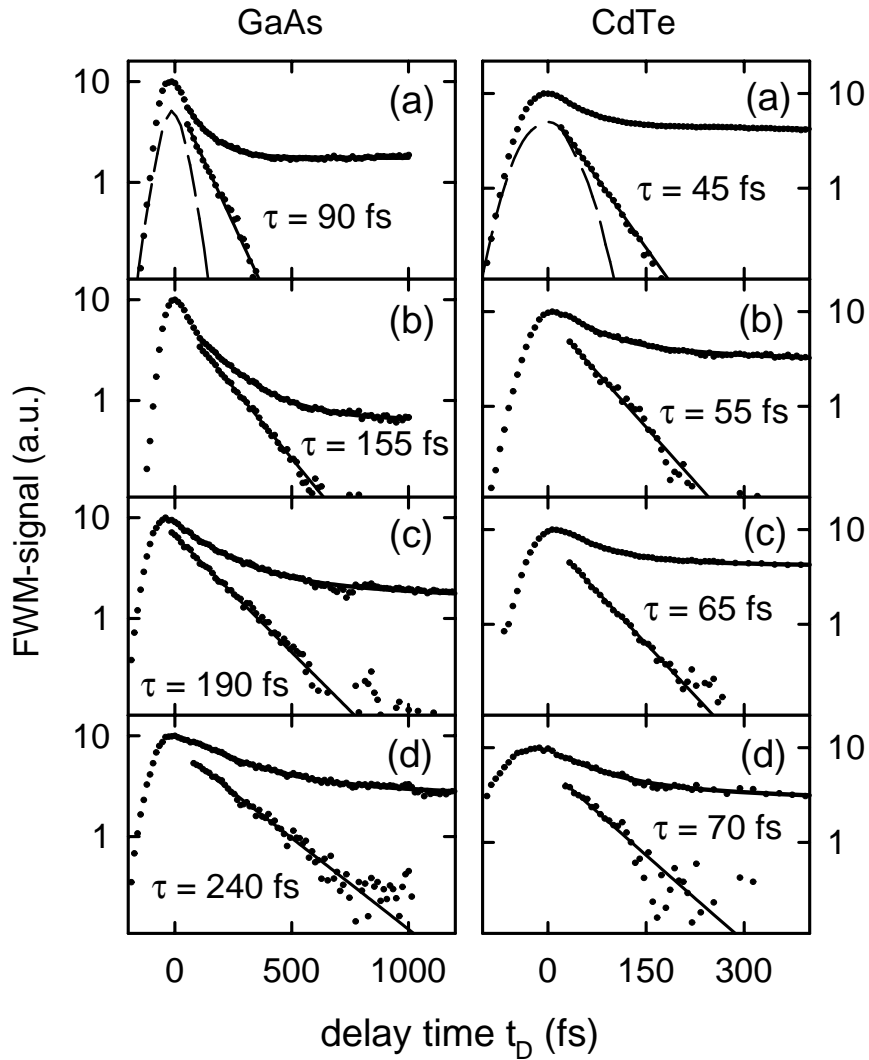 GaAs CdTe
10 (a) (a) 10
1 τ = 90 fs τ = 45 fs 1
10 (b) (b) 10
1 τ = 155 fs τ = 55 fs 1
FWM-signal (a.u.)
10 (c) (c) 10
1 τ = 190 fs τ = 65 fs 1
10 (d) (d) 10
1 τ = 240 fs τ = 70 fs 1
0 500 1000 0 150 300
delay time t_D (fs)